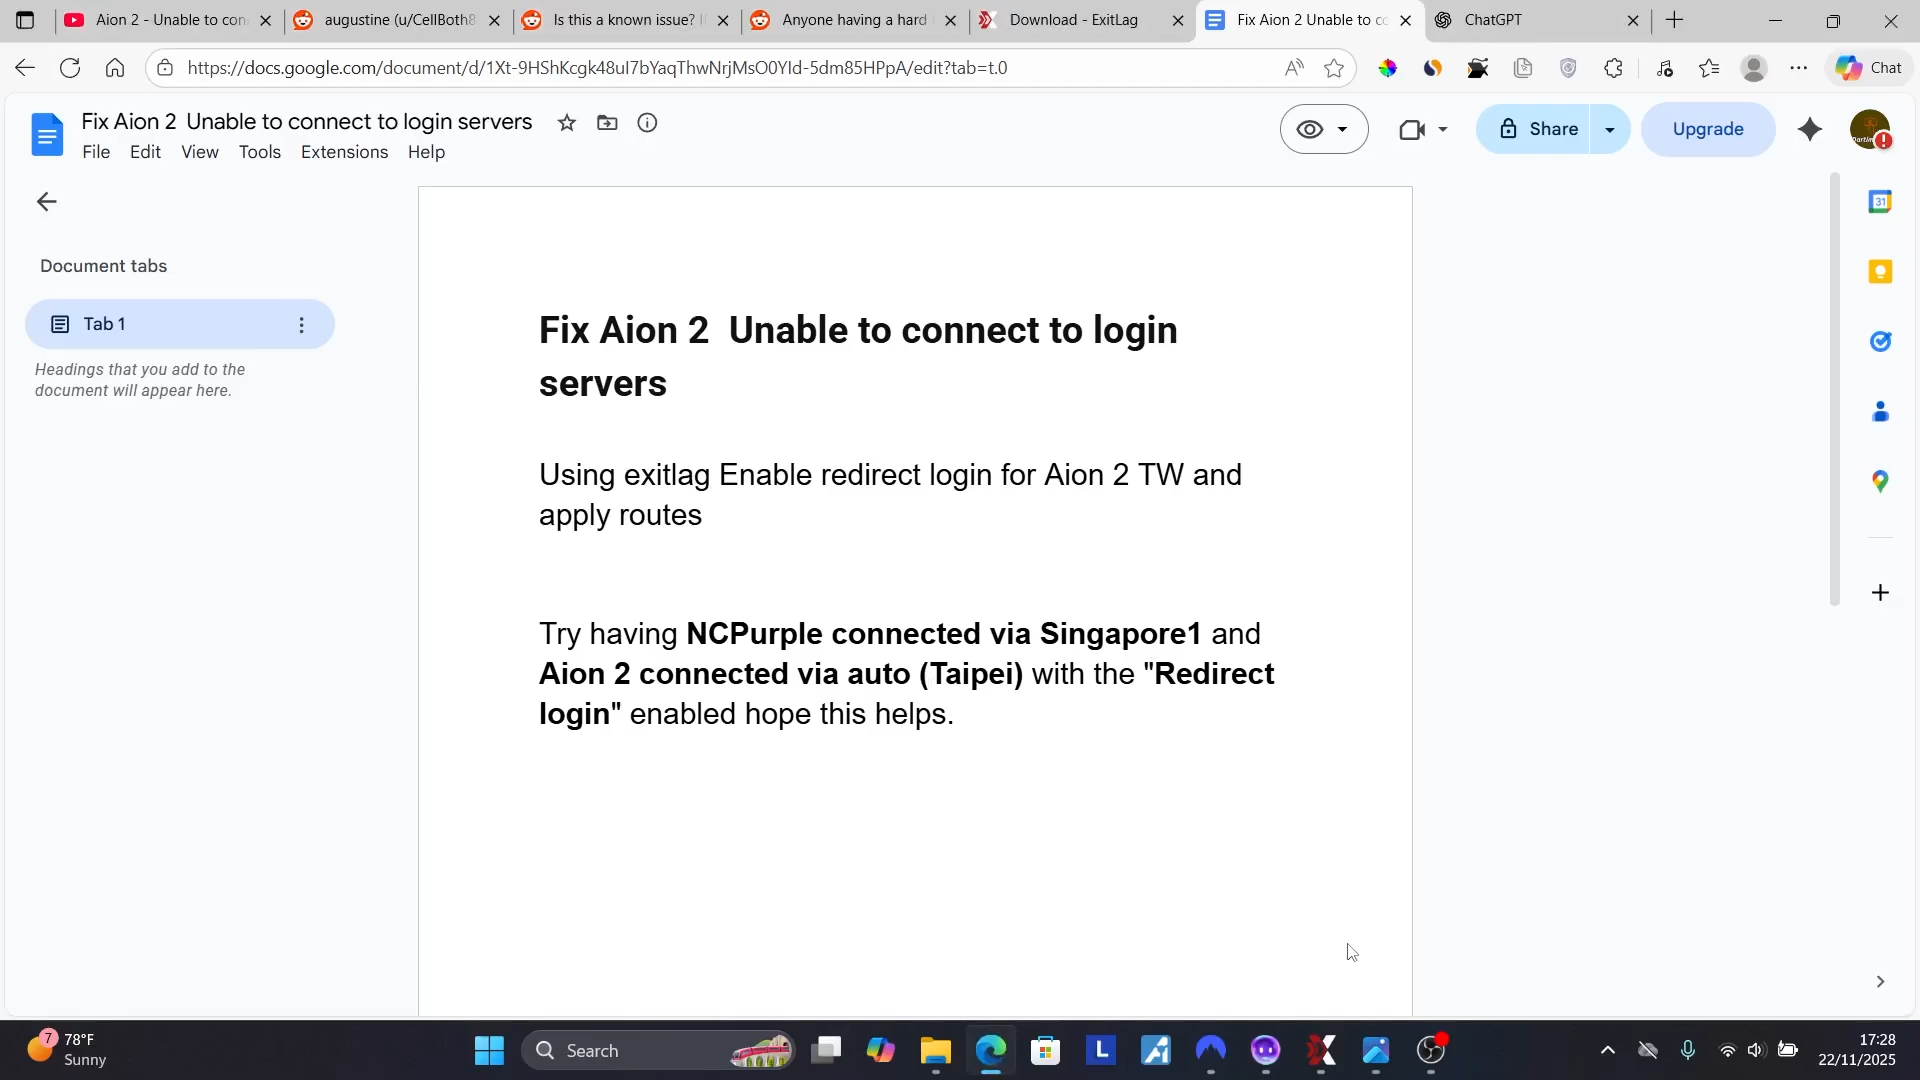 Aion 2 - Unable to con
augustine (u/CellBoth8
Is this a known issue? I
Anyone having a hard
Download - ExitLag
Fix Aion 2 Unable to co
ChatGPT
https://docs.google.com/document/d/1Xt-9HShKcgk48uI7bYaqThwNrjMsO0YId-5dm85HPpA/edit?tab=t.0
Chat
Fix Aion 2  Unable to connect to login servers
File Edit View Tools Extensions Help
Share
Upgrade
31
Document tabs
Tab 1
Headings that you add to the
document will appear here.
Fix Aion 2  Unable to connect to login
servers
Using exitlag Enable redirect login for Aion 2 TW and
apply routes
Try having NCPurple connected via Singapore1 and
Aion 2 connected via auto (Taipei) with the "Redirect
login" enabled hope this helps.
7
78°F
Sunny
Search
L
17:28
22/11/2025